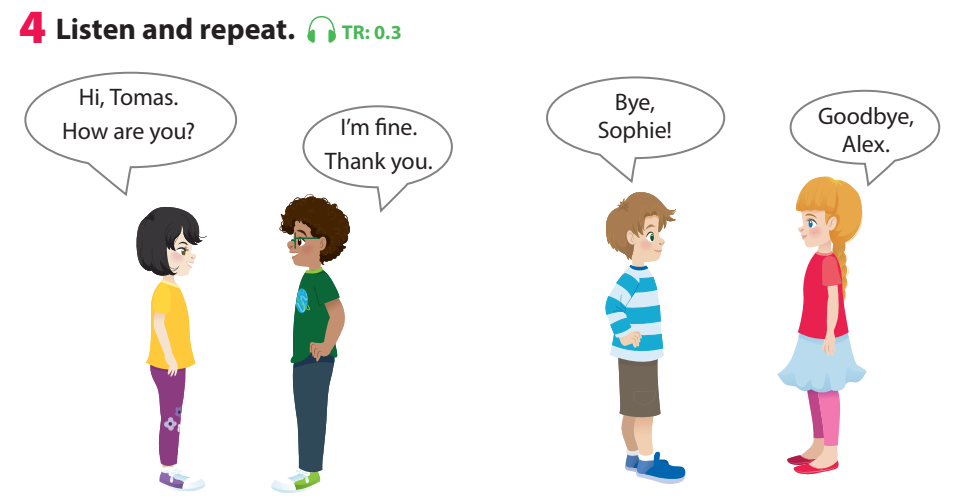 4 Listen and repeat. TR: 0.3
Hi, Tomas.
How are you?
I'm fine.
Thank you.
Bye,
Sophie!
Goodbye,
Alex.